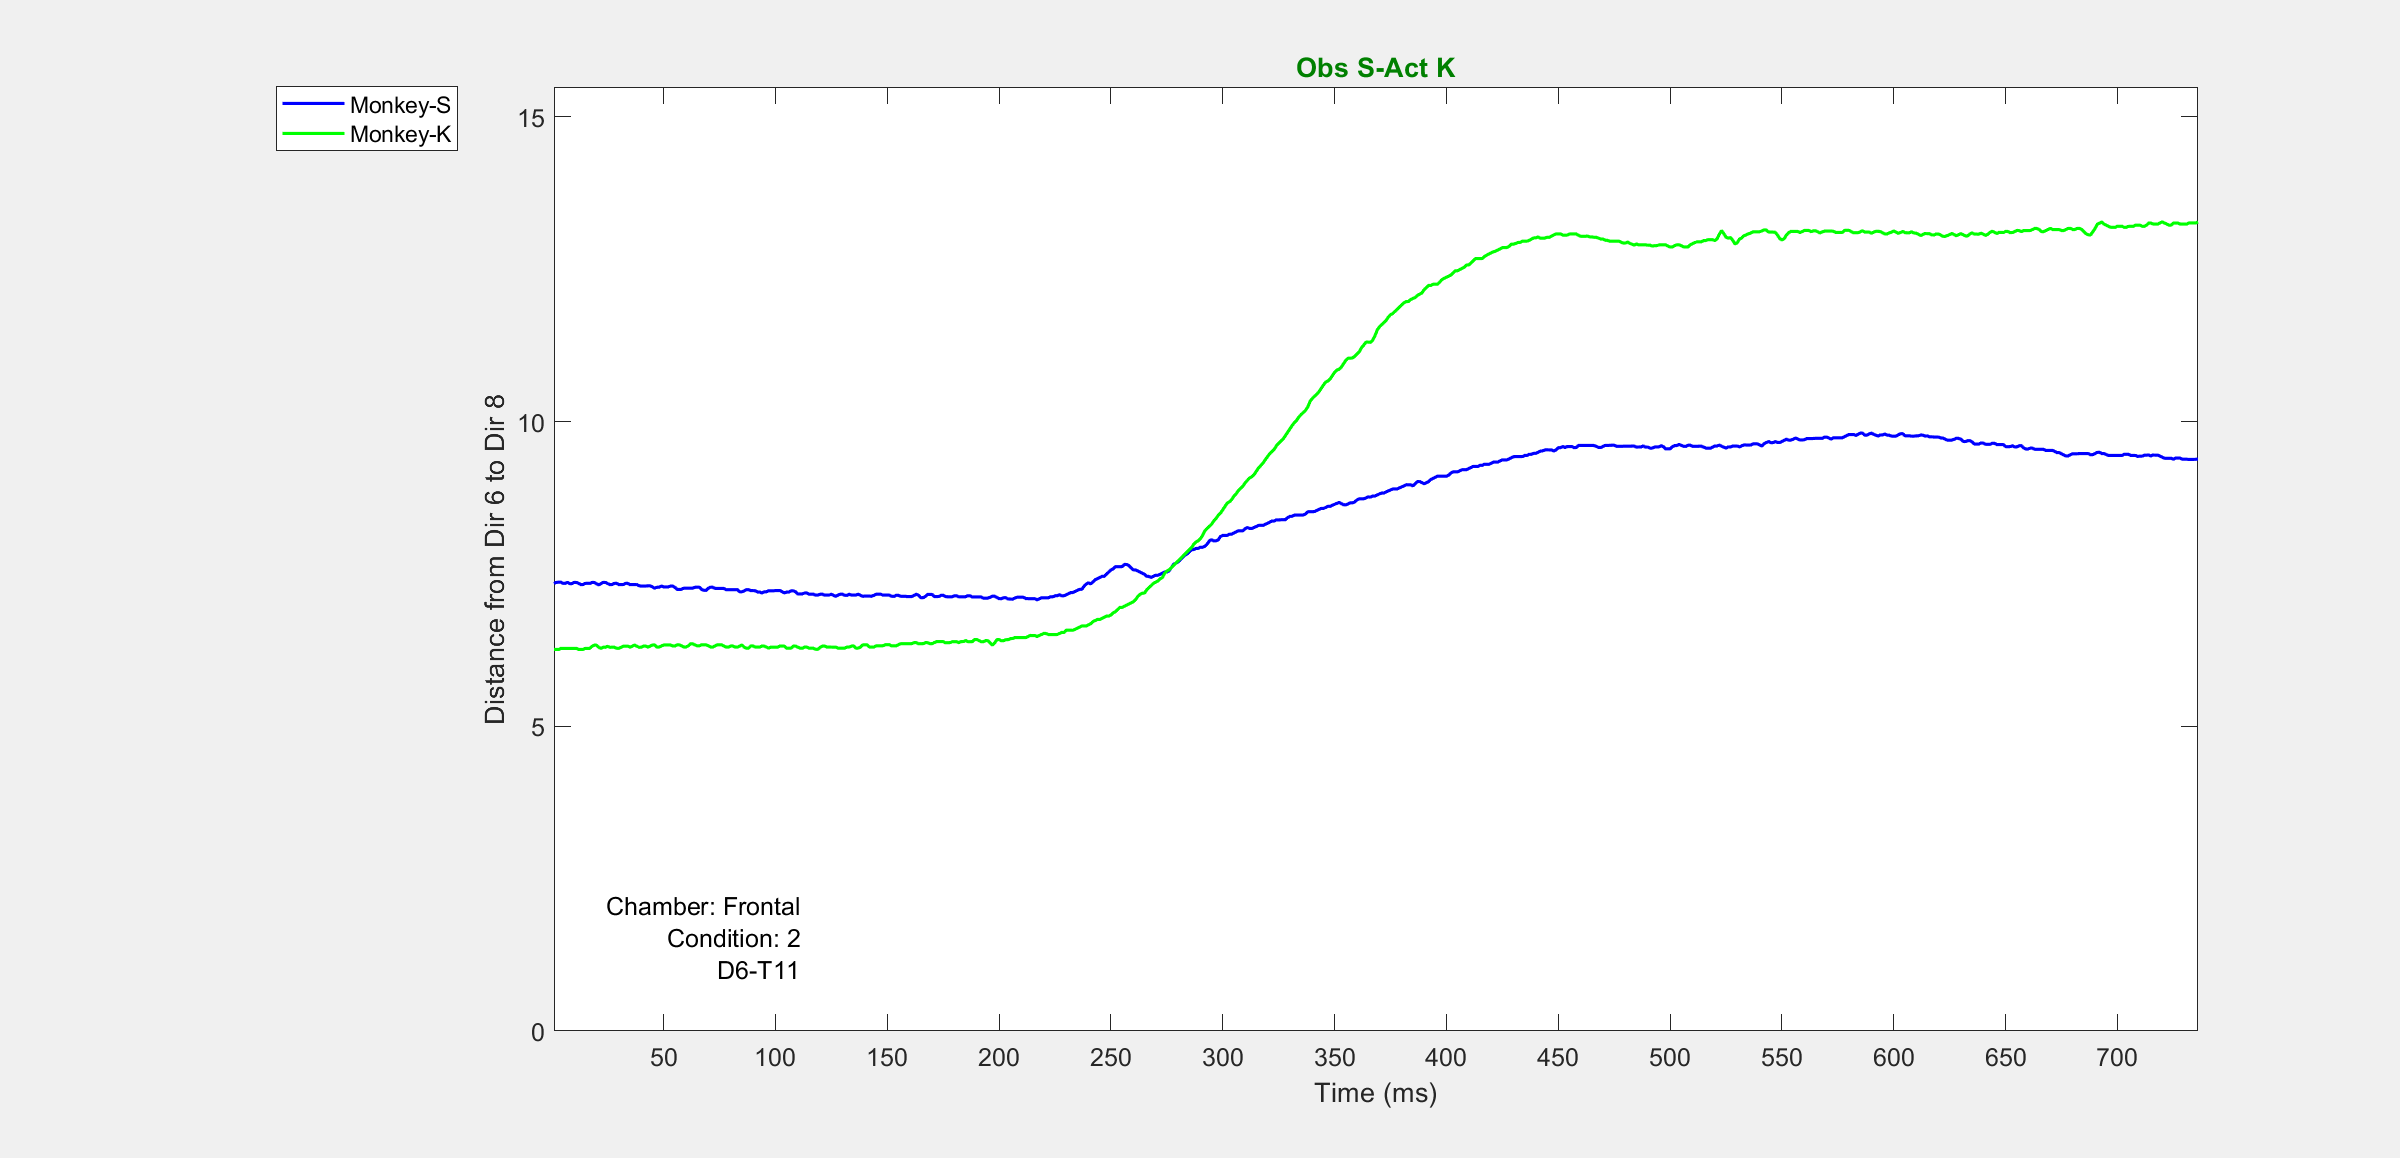 Obs S-Act K
Monkey-S
Monkey-K
15
10
5
0
Distance from Dir 6 to Dir 8
Chamber: Frontal
Condition: 2
D6-T11
50 100 150 200 250 300 350 400 450 500 550 600 650 700
Time (ms)